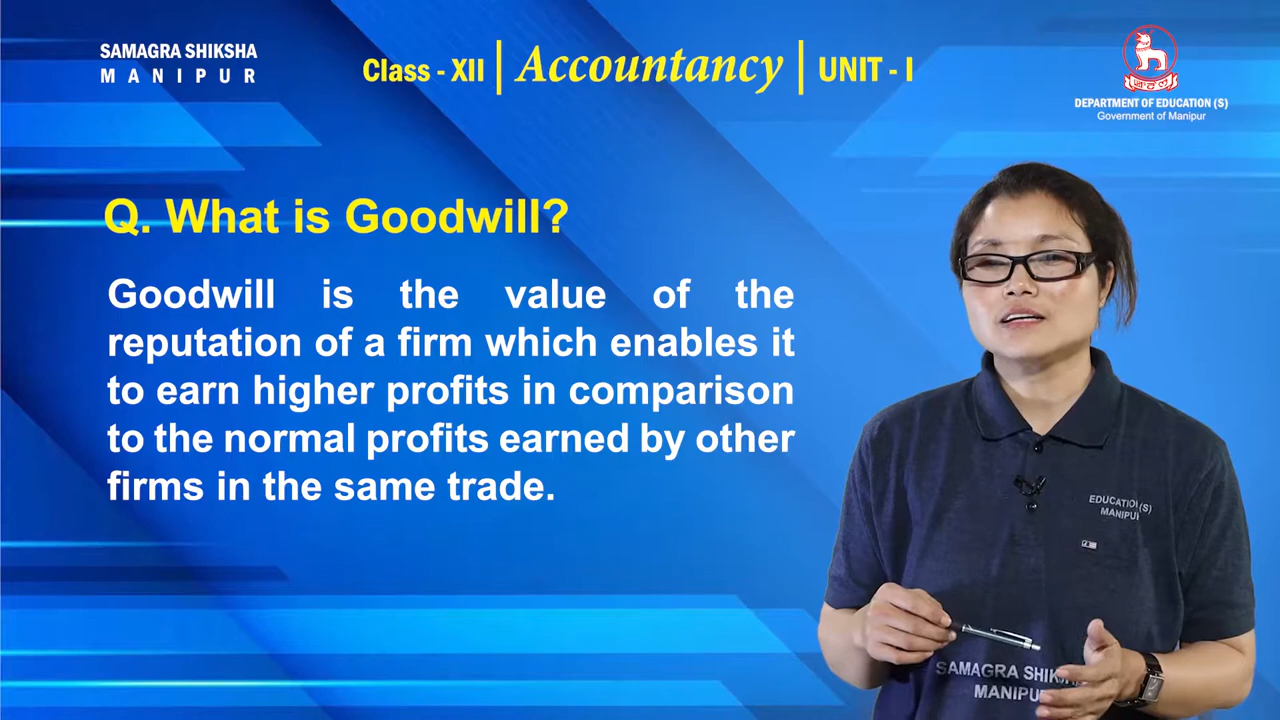 SAMAGRA SHIKSHA
MANIPUR
Class - XII | Accountancy | UNIT - I
DEPARTMENT OF EDUCATION (S)
Government of Manipur
Q. What is Goodwill?
Goodwill is the value of the
reputation of a firm which enables it
to earn higher profits in comparison
to the normal profits earned by other
firms in the same trade.
EDUCATION(S)
MANIPUR
SAMAGRA
MANIPUR